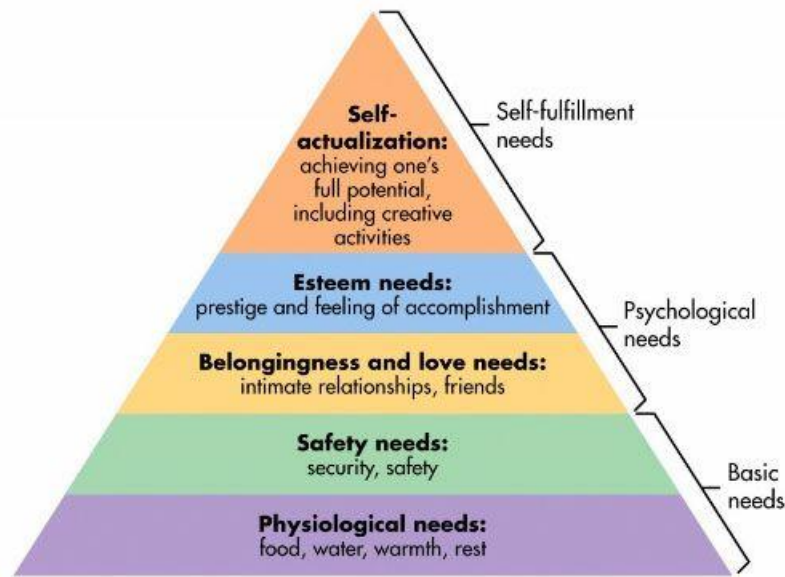 Self-
actualization:
achieving one's
full potential,
including creative
activities
Self-fulfillment
needs
Esteem needs:
prestige and feeling of accomplishment
Belongingness and love needs:
intimate relationships, friends
Psychological
needs
Safety needs:
security, safety
Physiological needs:
food, water, warmth, rest
Basic
needs